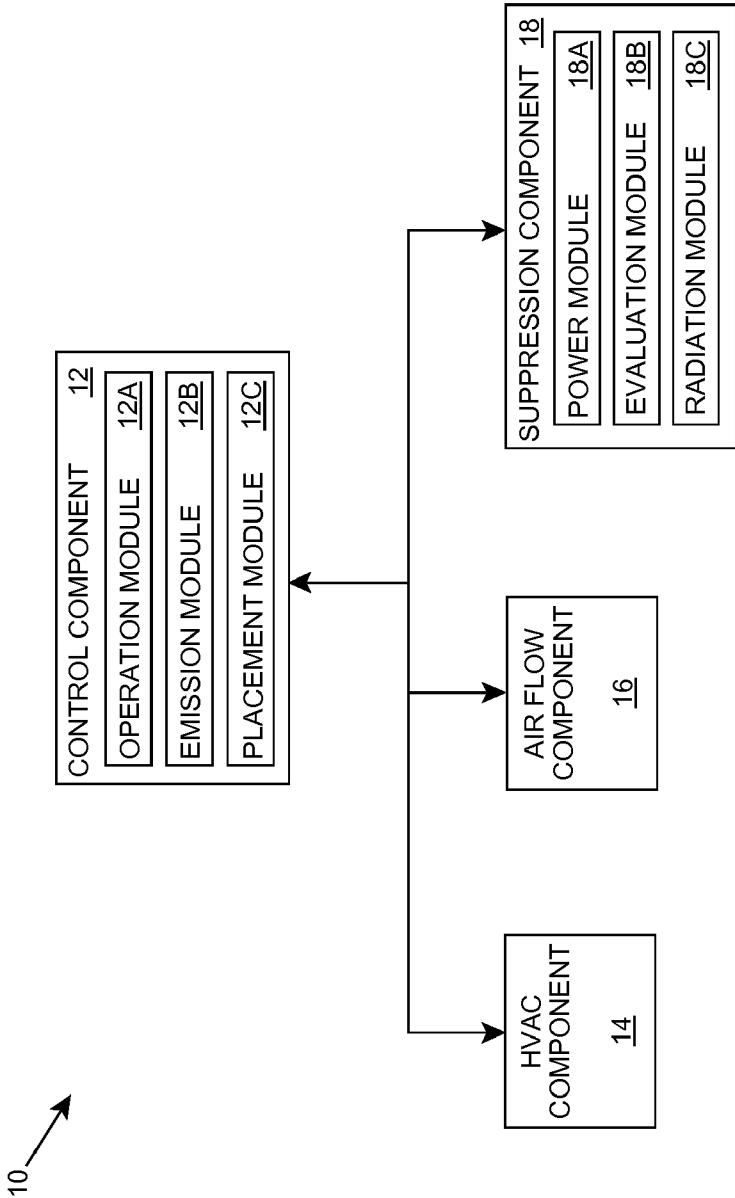 10
CONTROL COMPONENT 12
OPERATION MODULE 12A
EMISSION MODULE 12B
PLACEMENT MODULE 12C
HVAC
COMPONENT
14
AIR FLOW
COMPONENT
16
SUPPRESSION COMPONENT 18
POWER MODULE 18A
EVALUATION MODULE 18B
RADIATION MODULE 18C